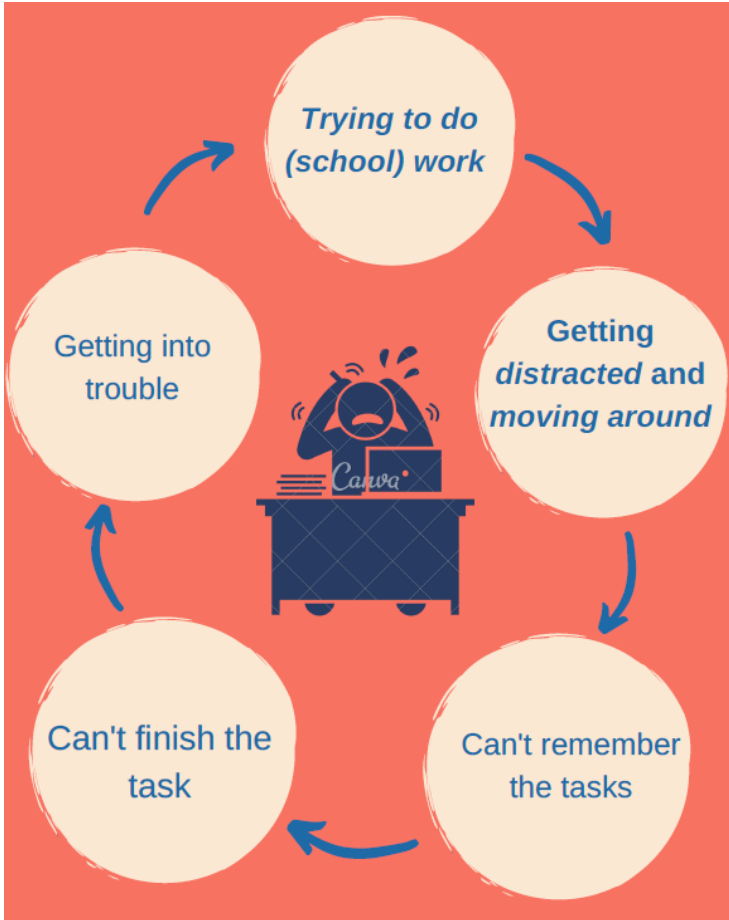 Trying to do
(school) work
Getting
distracted and
moving around
Can't remember
the tasks
Can't finish the
task
Getting into
trouble
Canva